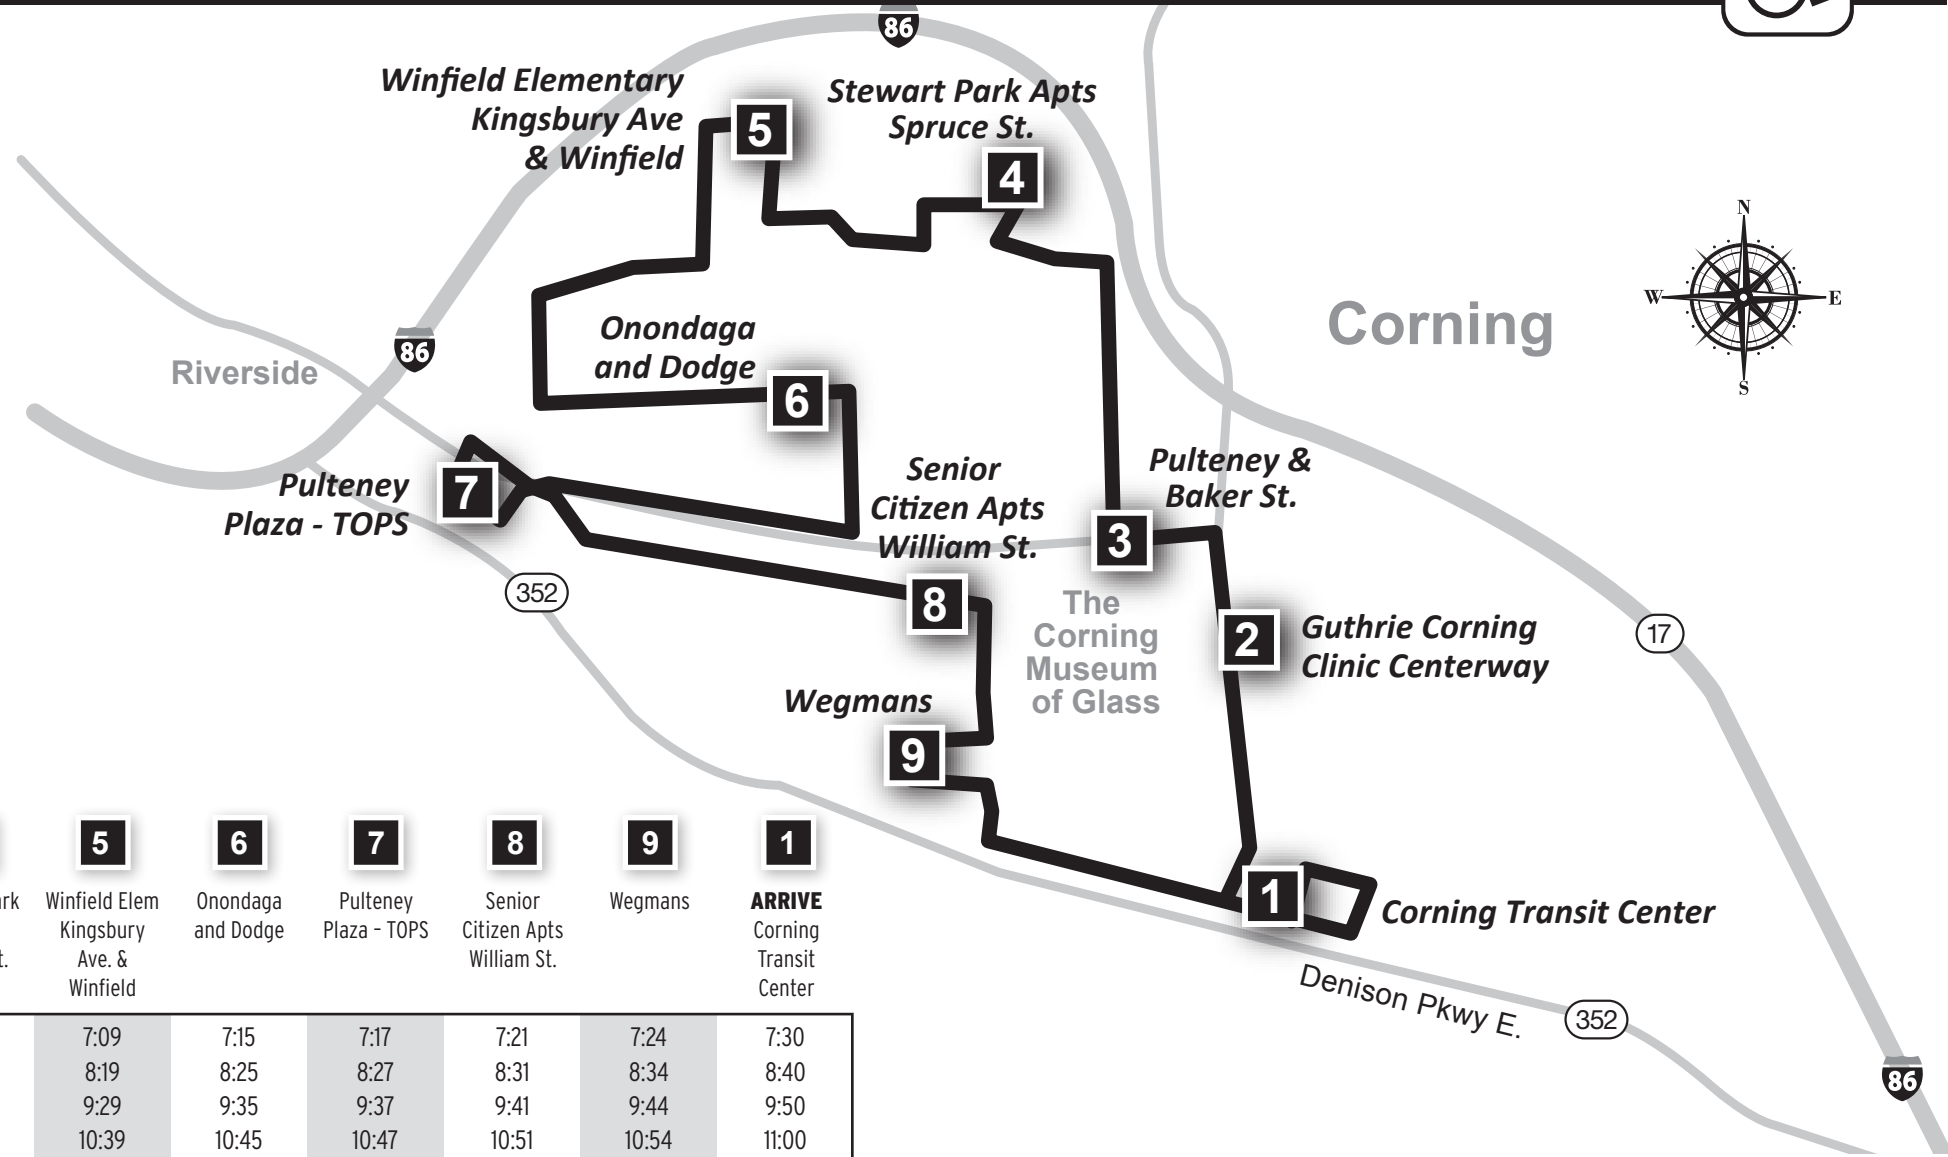 86
Winfield Elementary
Kingsbury Ave
& Winfield
5
Stewart Park Apts
Spruce St.
4
N
W
E
S
Corning
86
Riverside
Onondaga
and Dodge
6
Pulteney
Plaza - TOPS
7
Senior
Citizen Apts
William St.
8
Pulteney &
Baker St.
3
352
The
Corning
Museum
of Glass
2
Guthrie Corning
Clinic Centerway
17
Wegmans
9
1
Corning Transit Center
Denison Pkwy E.
352
86
5 6 7 8 9 1
Winfield Elem
Kingsbury
Ave. &
Winfield
Onondaga
and Dodge
Pulteney
Plaza - TOPS
Senior
Citizen Apts
William St.
Wegmans
ARRIVE
Corning
Transit
Center
7:09 7:15 7:17 7:21 7:24 7:30
8:19 8:25 8:27 8:31 8:34 8:40
9:29 9:35 9:37 9:41 9:44 9:50
10:39 10:45 10:47 10:51 10:54 11:00